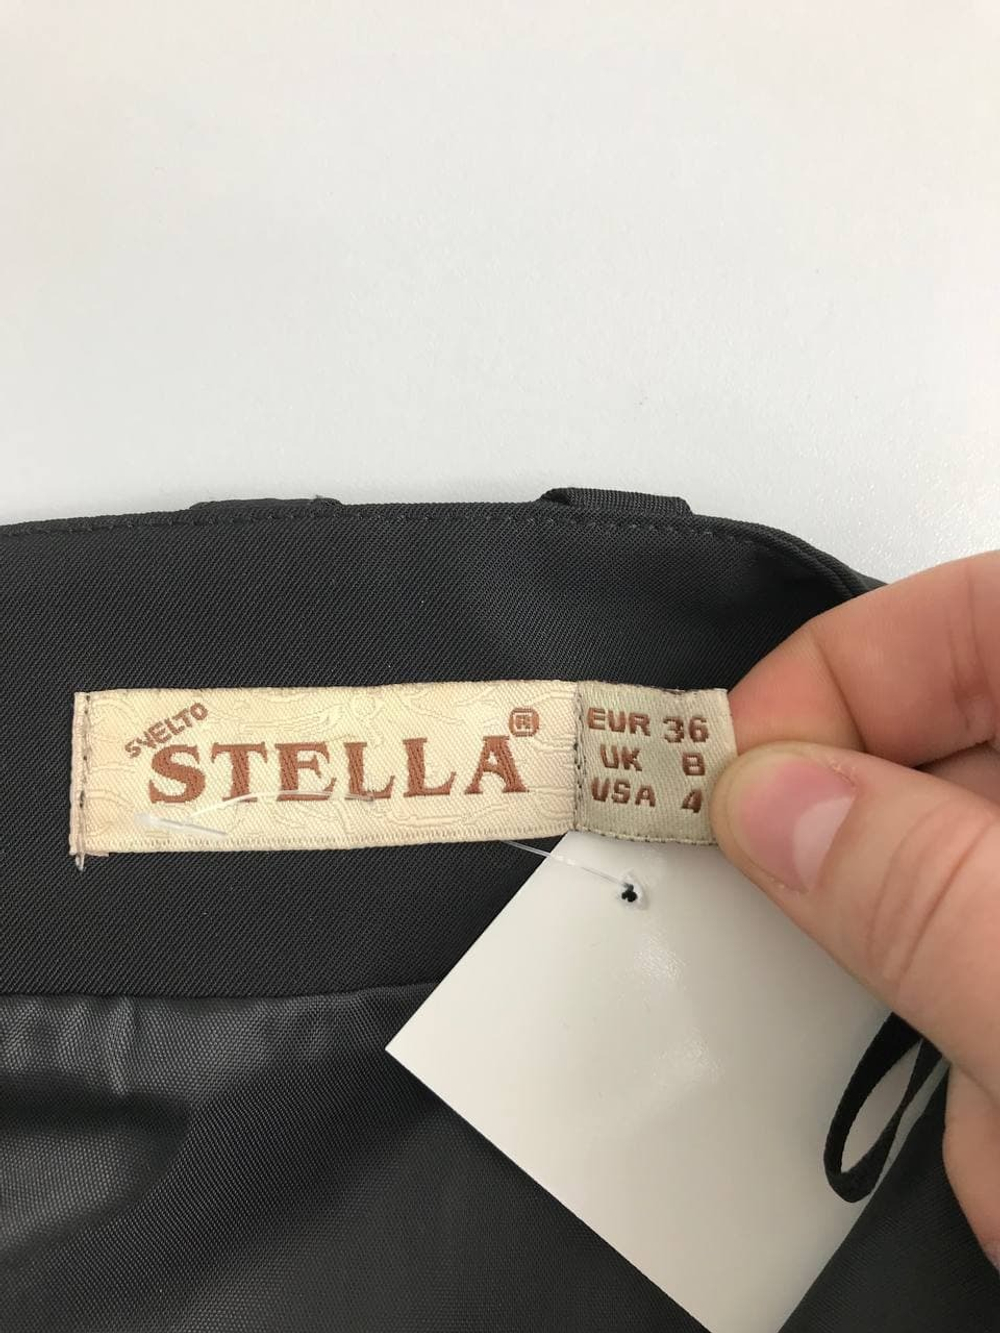 SVELTO
STELLA®
EUR 36
UK 8
USA 4